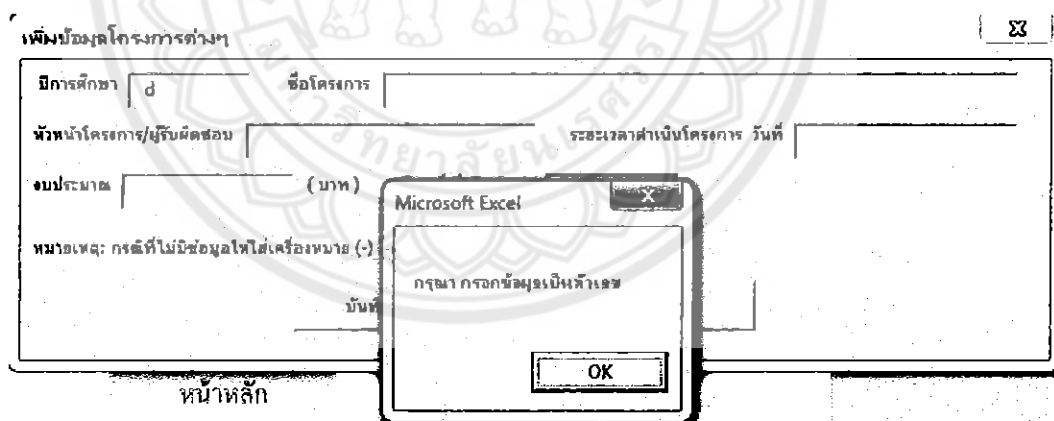 เพิ่มข้อมูลโครงการต่างๆ
ปีการศึกษา d ชื่อโครงการ
หัวหน้าโครงการ/ผู้รับผิดชอบ ระยะเวลาดำเนินโครงการ วันที่
งบประมาณ (บาท)
Microsoft Excel
หมายเหตุ: กรณีที่ไม่มีข้อมูลให้ใส่เครื่องหมาย (-)
กรุณา กรอกข้อมูลเป็นตัวเลข
บันที
OK
หน้าหลัก